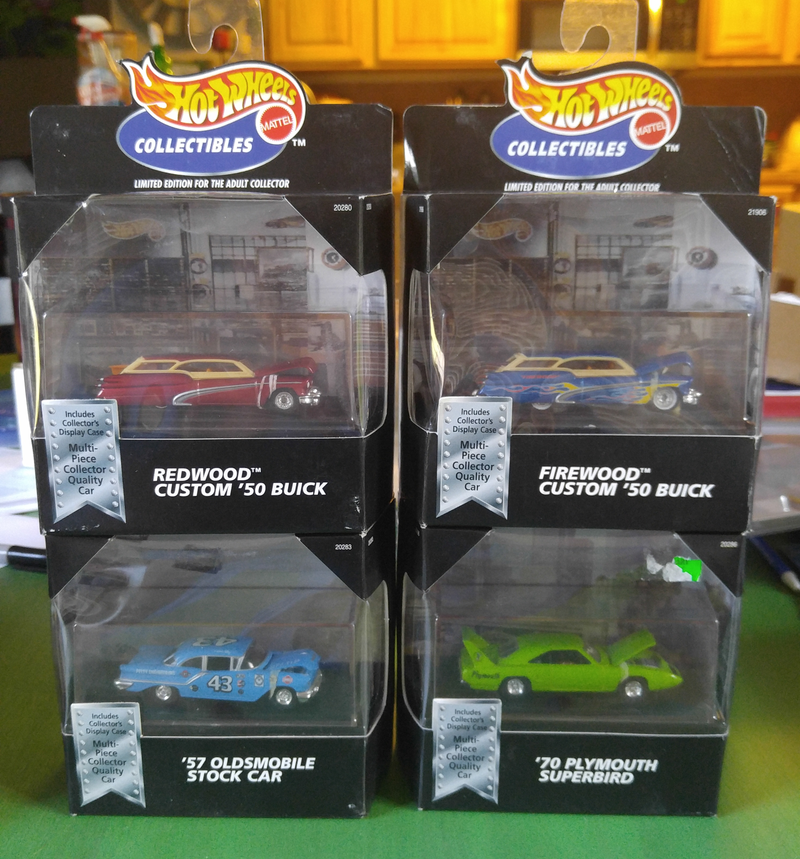 HOT WHEELS
MATTEL
COLLECTIBLES
TM
LIMITED EDITION FOR THE ADULT COLLECTOR
20280
Includes
Collector's
Display Case
Multi-
Piece
Collector
Quality
Car
REDWOOD™
CUSTOM '50 BUICK
HOT WHEELS
MATTEL
COLLECTIBLES
TM
LIMITED EDITION FOR THE ADULT COLLECTOR
21906
Includes
Collector's
Display Case
Multi-
Piece
Collector
Quality
Car
FIREWOOD™
CUSTOM '50 BUICK
20283
43
43
Includes
Collector's
Display Case
Multi-
Piece
Collector
Quality
Car
'57 OLDSMOBILE
STOCK CAR
20286
Plymouth
Includes
Collector's
Display Case
Multi-
Piece
Collector
Quality
Car
'70 PLYMOUTH
SUPERBIRD